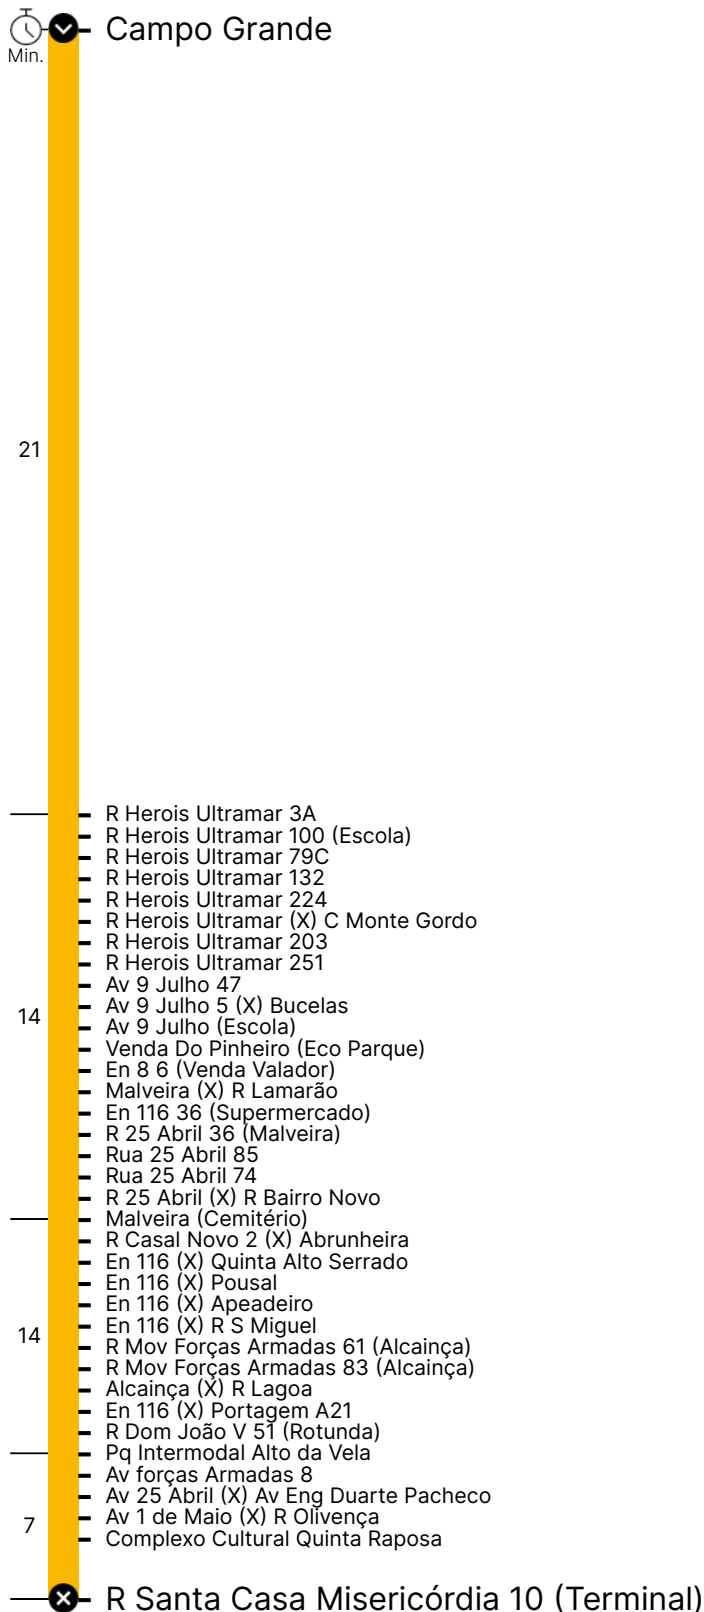 Campo Grande
Min.
21
R Herois Ultramar 3A
R Herois Ultramar 100 (Escola)
R Herois Ultramar 79C
R Herois Ultramar 132
R Herois Ultramar 224
R Herois Ultramar (X) C Monte Gordo
R Herois Ultramar 203
R Herois Ultramar 251
Av 9 Julho 47
Av 9 Julho 5 (X) Bucelas
14
Av 9 Julho (Escola)
Venda Do Pinheiro (Eco Parque)
En 8 6 (Venda Valador)
Malveira (X) R Lamarão
En 116 36 (Supermercado)
R 25 Abril 36 (Malveira)
Rua 25 Abril 85
Rua 25 Abril 74
R 25 Abril (X) R Bairro Novo
Malveira (Cemitério)
R Casal Novo 2 (X) Abrunheira
En 116 (X) Quinta Alto Serrado
En 116 (X) Pousal
En 116 (X) Apeadeiro
En 116 (X) R S Miguel
14
R Mov Forças Armadas 61 (Alcainça)
R Mov Forças Armadas 83 (Alcainça)
Alcainça (X) R Lagoa
En 116 (X) Portagem A21
R Dom João V 51 (Rotunda)
Pq Intermodal Alto da Vela
Av forças Armadas 8
Av 25 Abril (X) Av Eng Duarte Pacheco
Av 1 de Maio (X) R Olivença
7
Complexo Cultural Quinta Raposa
R Santa Casa Misericórdia 10 (Terminal)